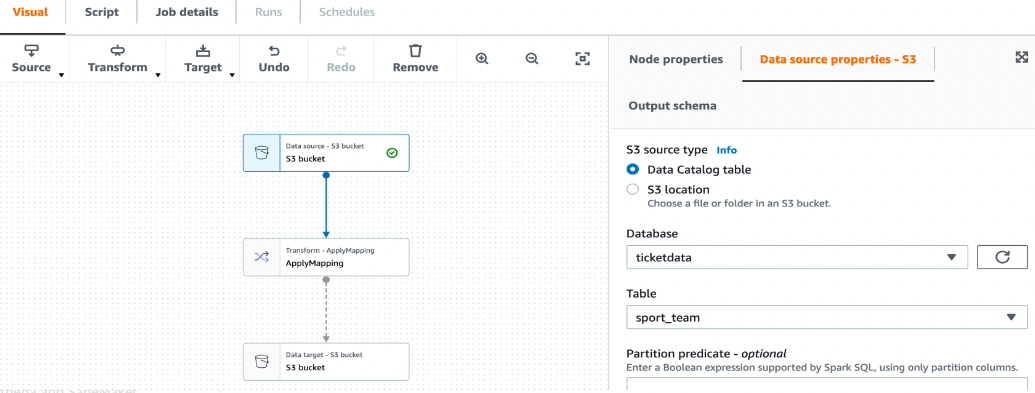 Visual Script Job details Runs Schedules
Source Transform Target Undo Redo Remove
Data source - S3 bucket
S3 bucket
Transform - ApplyMapping
ApplyMapping
Data target - S3 bucket
S3 bucket
Node properties Data source properties - S3
Output schema
S3 source type Info
Data Catalog table
S3 location
Choose a file or folder in an S3 bucket.
Database
ticketdata
Table
sport_team
Partition predicate - optional
Enter a Boolean expression supported by Spark SQL, using only partition columns.